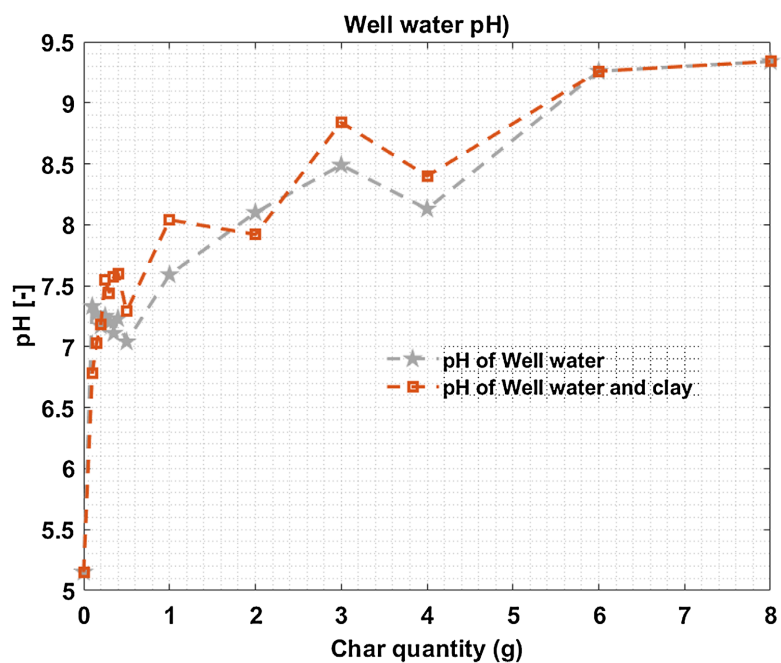 Well water pH)
9.5
9
8.5
8
7.5
7
6.5
6
5.5
5
pH [-]
pH of Well water
pH of Well water and clay
0 1 2 3 4 5 6 7 8
Char quantity (g)